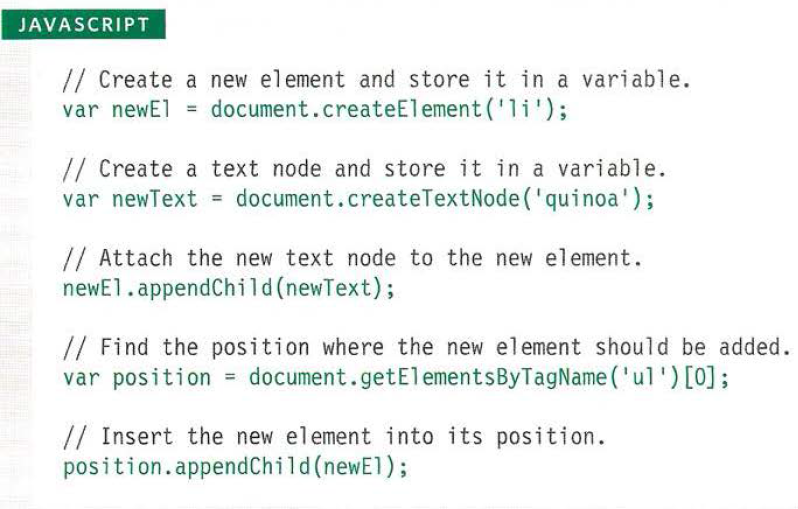 JAVASCRIPT
// Create a new element and store it in a variable.
var newEl = document.createElement('li');
// Create a text node and store it in a variable.
var newText = document.createTextNode('quinoa');
// Attach the new text node to the new element.
newEl.appendChild(newText);
// Find the position where the new element should be added.
var position = document.getElementsByTagName('ul')[0];
// Insert the new element into its position.
position.appendChild(newEl);